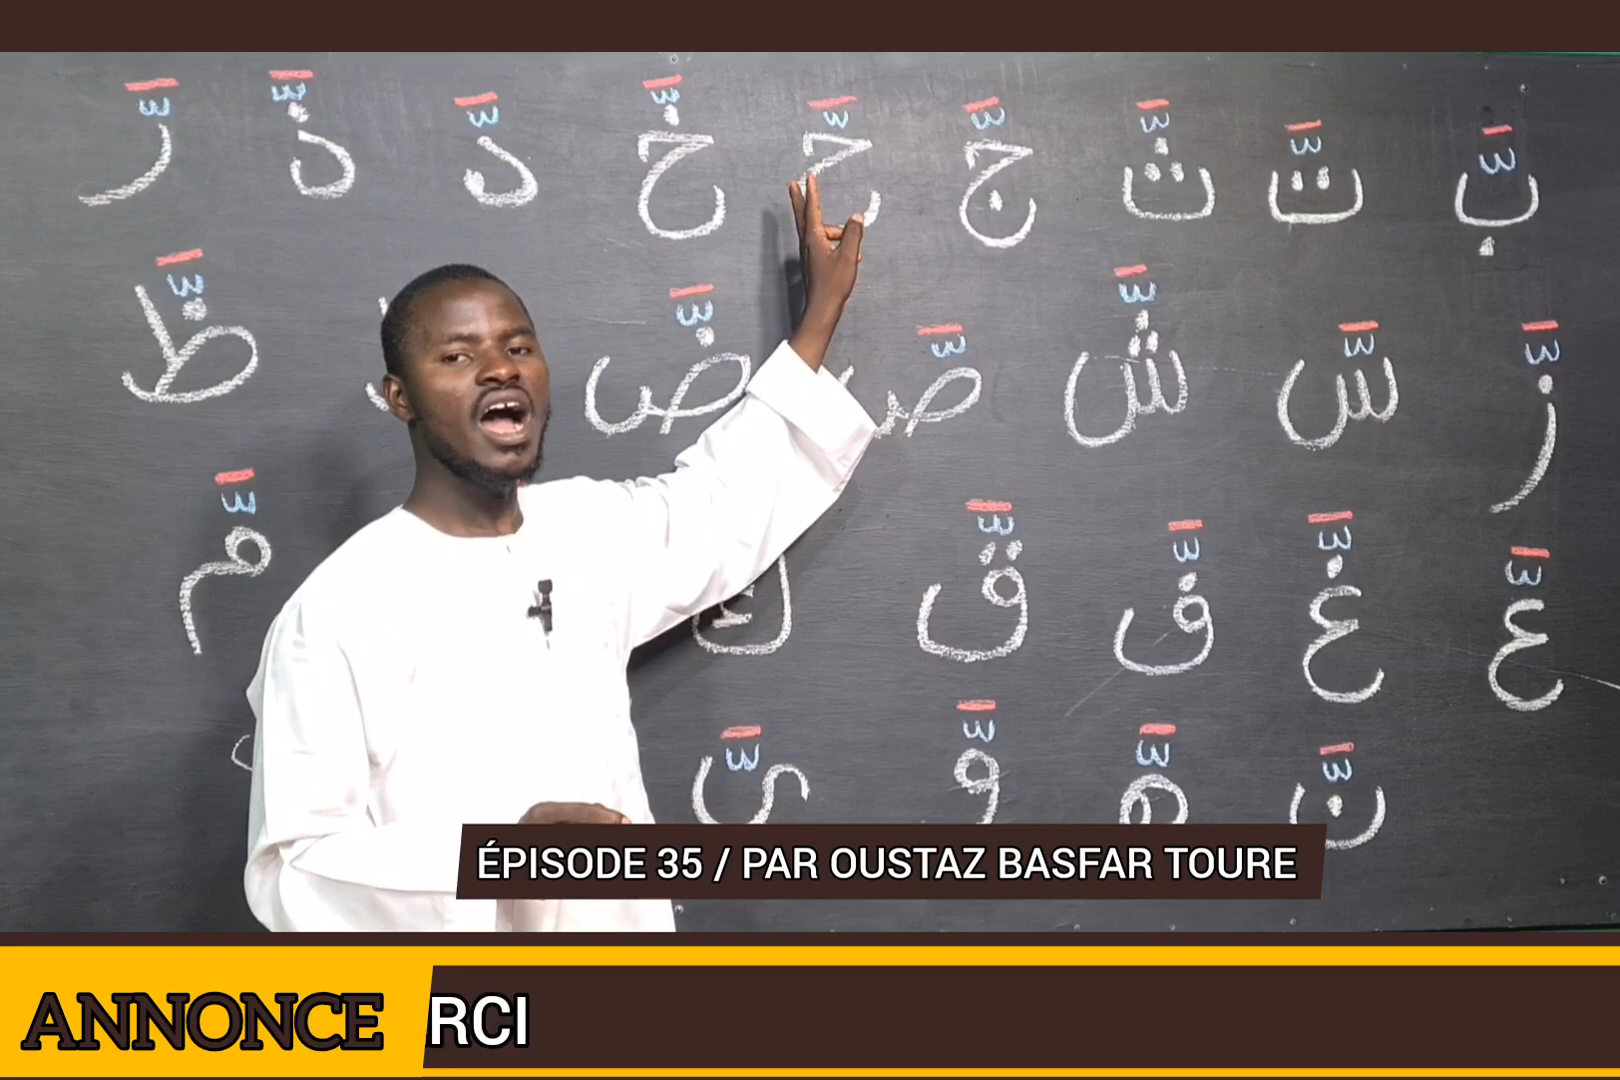 بَّ تَّ ثَّ جَّ حَّ خَّ دَّ ذَّ رَّ
زَّ سَّ شَّ صَّ ضَّ ظَّ
عَّ غَّ فَّ قَّ ك مَّ
نَّ هَّ وَّ ىَّ
ÉPISODE 35 / PAR OUSTAZ BASFAR TOURE
ANNONCE RCI